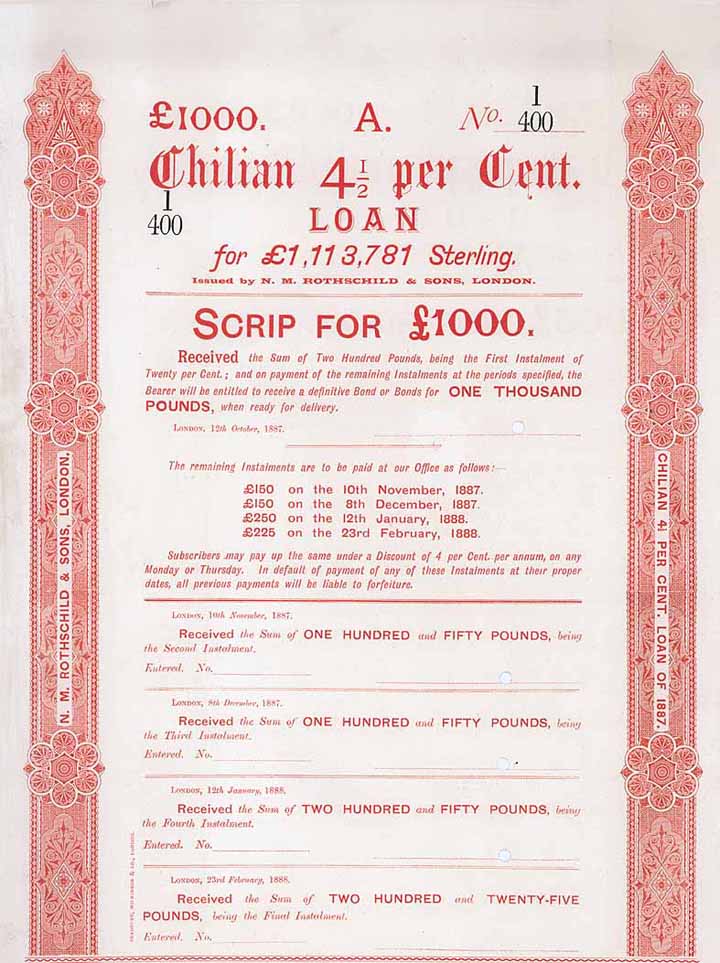 £1000. A. No. 1
400
Chilian 4½ per Cent.
1
400
LOAN
for £1,113,781 Sterling.
Issued by N. M. ROTHSCHILD & SONS, LONDON.
SCRIP FOR £1000.
Received the Sum of Two Hundred Pounds, being the First Instalment of
Twenty per Cent.; and on payment of the remaining Instalments at the periods specified, the
Bearer will be entitled to receive a definitive Bond or Bonds for ONE THOUSAND
POUNDS, when ready for delivery.
LONDON, 12th October, 1887.
The remaining Instalments are to be paid at our Office as follows:—
£150 on the 10th November, 1887.
£150 on the 8th December, 1887.
£250 on the 12th January, 1888.
£225 on the 23rd February, 1888.
Subscribers may pay up the same under a Discount of 4 per Cent. per annum, on any
Monday or Thursday. In default of payment of any of these Instalments at their proper
dates, all previous payments will be liable to forfeiture.
LONDON, 10th November, 1887.
Received the Sum of ONE HUNDRED and FIFTY POUNDS, being
the Second Instalment.
Entered. No.
LONDON, 8th December, 1887.
Received the Sum of ONE HUNDRED and FIFTY POUNDS, being
the Third Instalment.
Entered. No.
LONDON, 12th January, 1888.
Received the Sum of TWO HUNDRED and FIFTY POUNDS, being
the Fourth Instalment.
Entered. No.
LONDON, 23rd February, 1888.
Received the Sum of TWO HUNDRED and TWENTY-FIVE
POUNDS, being the Final Instalment.
Entered. No.
N. M. ROTHSCHILD & SONS, LONDON.
CHILIAN 4½ PER CENT. LOAN OF 1887.